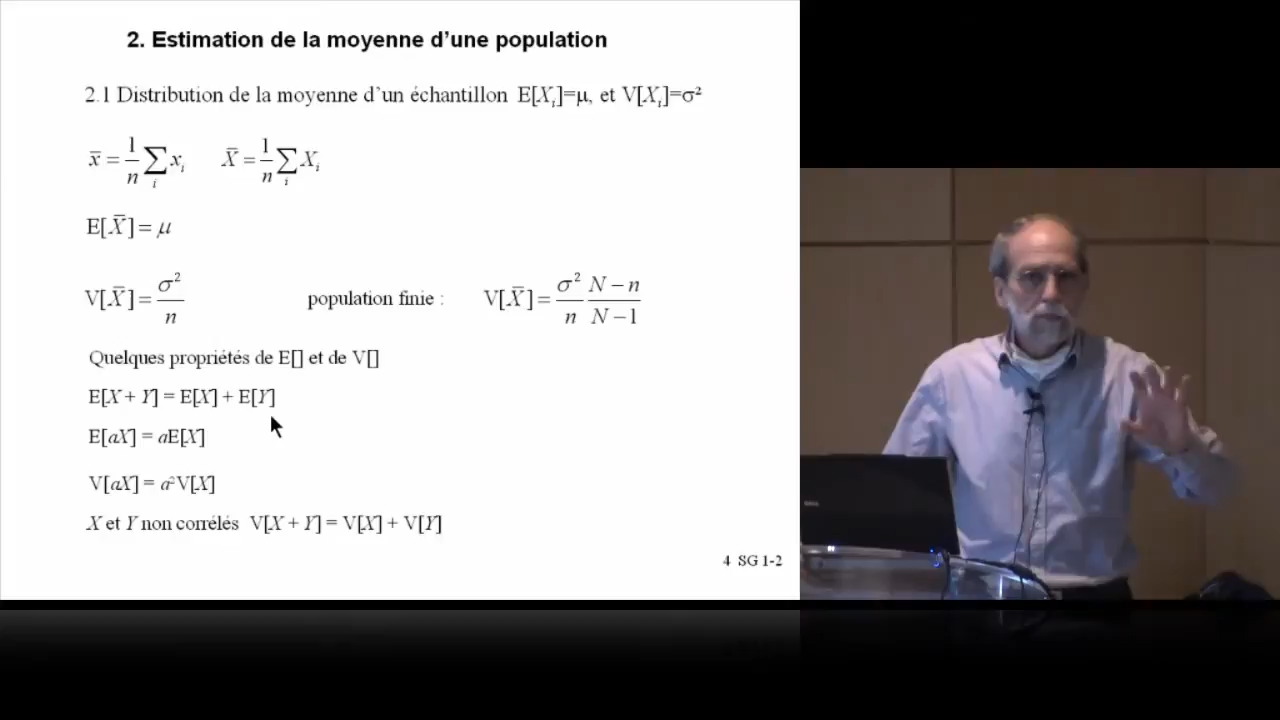 2. Estimation de la moyenne d'une population
2.1 Distribution de la moyenne d'un échantillon E[Xᵢ]=μ, et V[Xᵢ]=σ²
x̄ = 1/n ∑ᵢ xᵢ X̄ = 1/n ∑ᵢ Xᵢ
E[X̄] = μ
V[X̄] = σ²/n population finie : V[X̄] = σ²/n N−n/N−1
Quelques propriétés de E[] et de V[]
E[X + Y] = E[X] + E[Y]
E[aX] = aE[X]
V[aX] = a²V[X]
X et Y non corrélés V[X + Y] = V[X] + V[Y]
4 SG 1-2